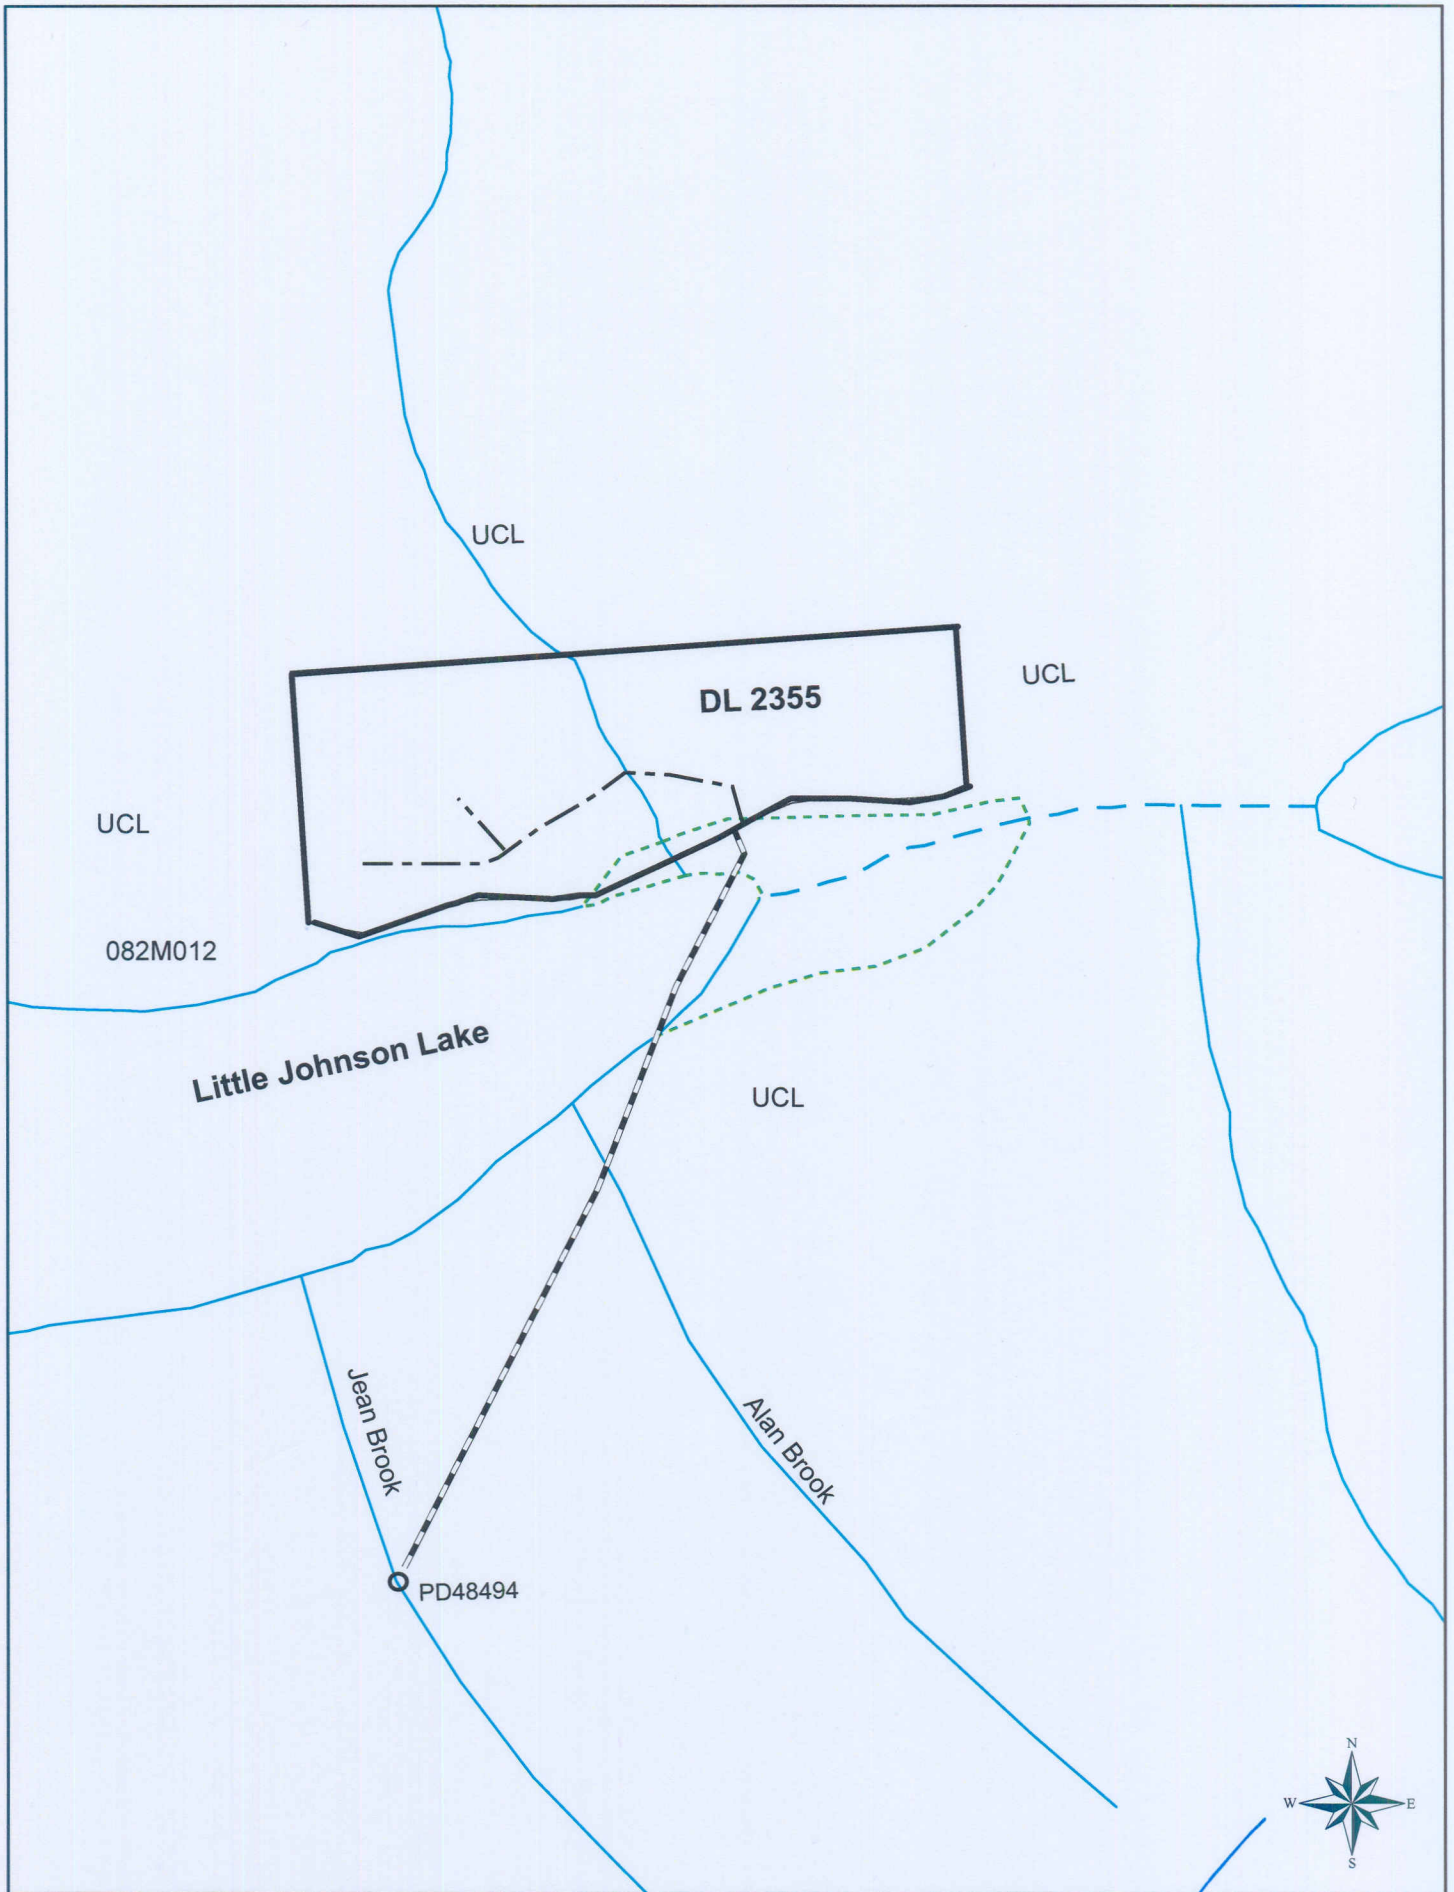 UCL
DL 2355
UCL
UCL
082M012
Little Johnson Lake
UCL
Jean Brook
Alan Brook
PD48494
N
W E
S